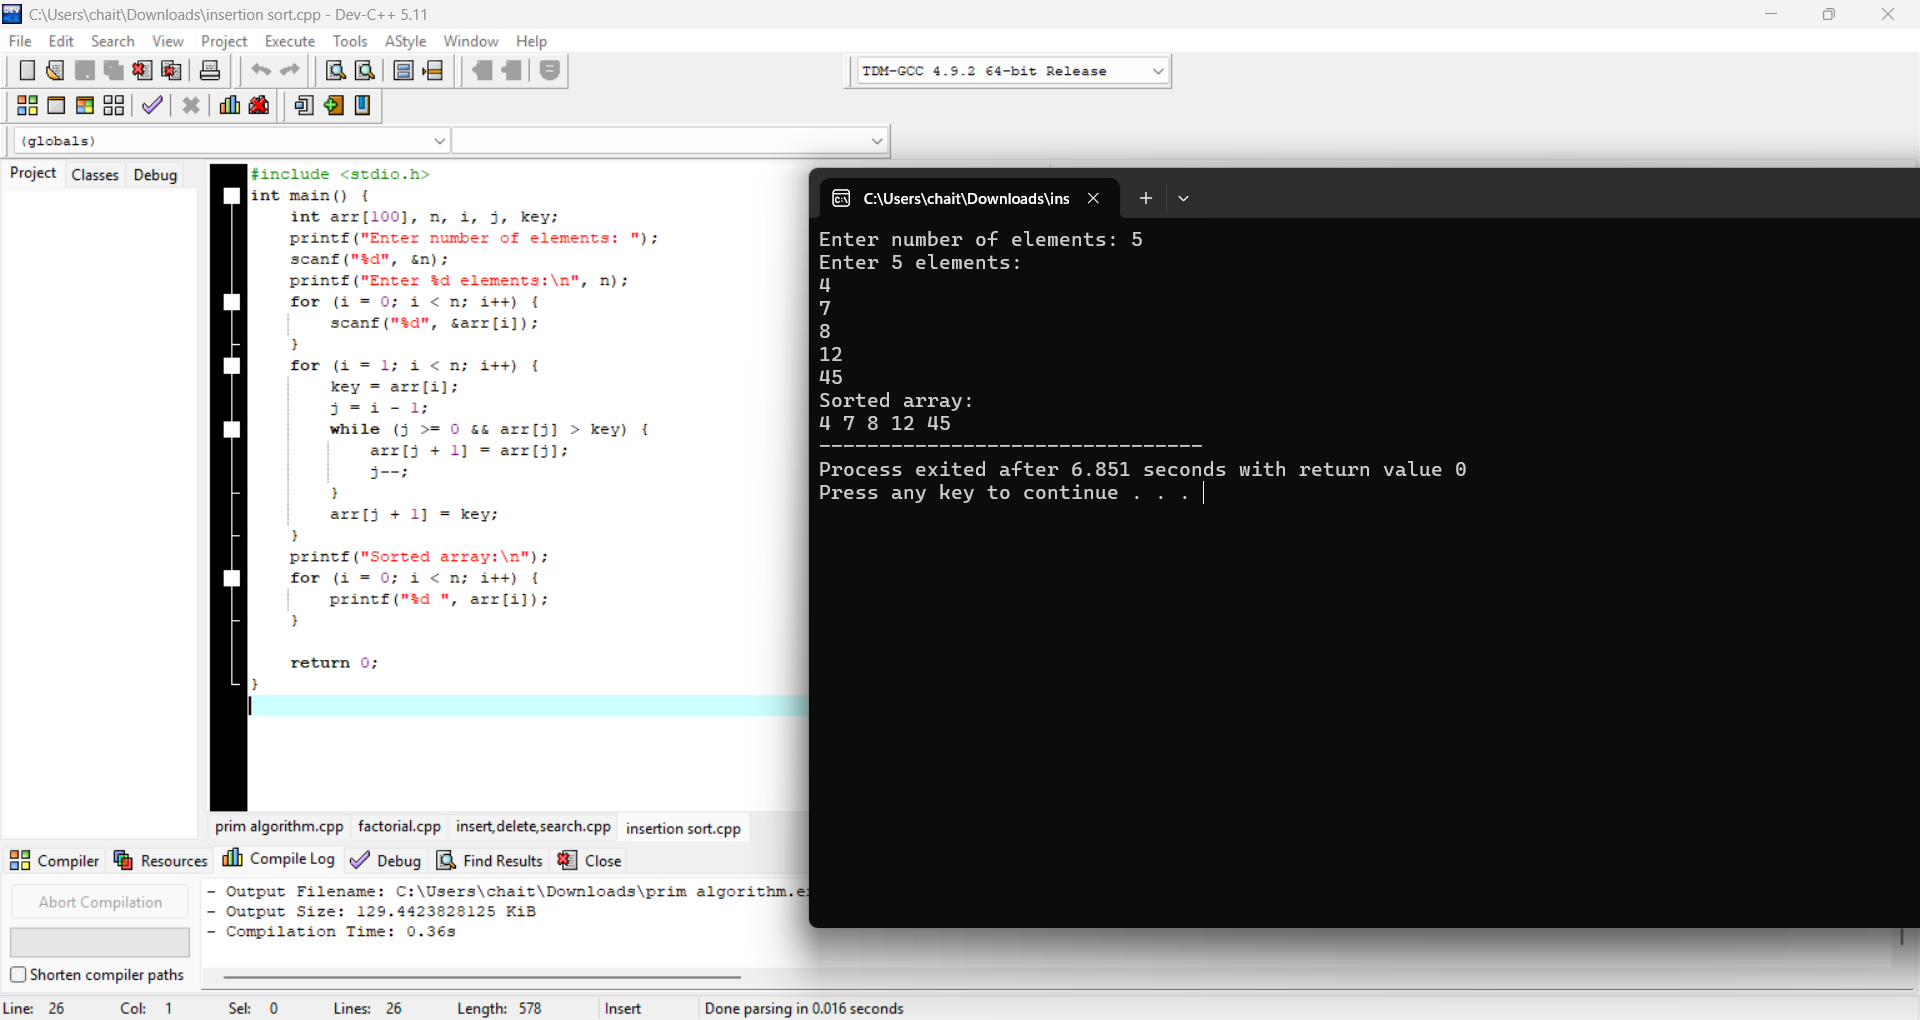 C:\Users\chait\Downloads\insertion sort.cpp - Dev-C++ 5.11
File Edit Search View Project Execute Tools AStyle Window Help
TDM-GCC 4.9.2 64-bit Release
(globals)
Project Classes Debug
#include <stdio.h>
int main() {
    int arr[100], n, i, j, key;
    printf("Enter number of elements: ");
    scanf("%d", &n);
    printf("Enter %d elements:\n", n);
    for (i = 0; i < n; i++) {
        scanf("%d", &arr[i]);
    }
    for (i = 1; i < n; i++) {
        key = arr[i];
        j = i - 1;
        while (j >= 0 && arr[j] > key) {
            arr[j + 1] = arr[j];
            j--;
        }
        arr[j + 1] = key;
    }
    printf("Sorted array:\n");
    for (i = 0; i < n; i++) {
        printf("%d ", arr[i]);
    }
    return 0;
}
C:\Users\chait\Downloads\ins
Enter number of elements: 5
Enter 5 elements:
4
7
8
12
45
Sorted array:
4 7 8 12 45
--------------------------------
Process exited after 6.851 seconds with return value 0
Press any key to continue . . .
prim algorithm.cpp factorial.cpp insert,delete,search.cpp insertion sort.cpp
Compiler Resources Compile Log Debug Find Results Close
Abort Compilation
Shorten compiler paths
- Output Filename: C:\Users\chait\Downloads\prim algorithm.e
- Output Size: 129.4423828125 KiB
- Compilation Time: 0.36s
Line: 26 Col: 1 Sel: 0 Lines: 26 Length: 578 Insert Done parsing in 0.016 seconds